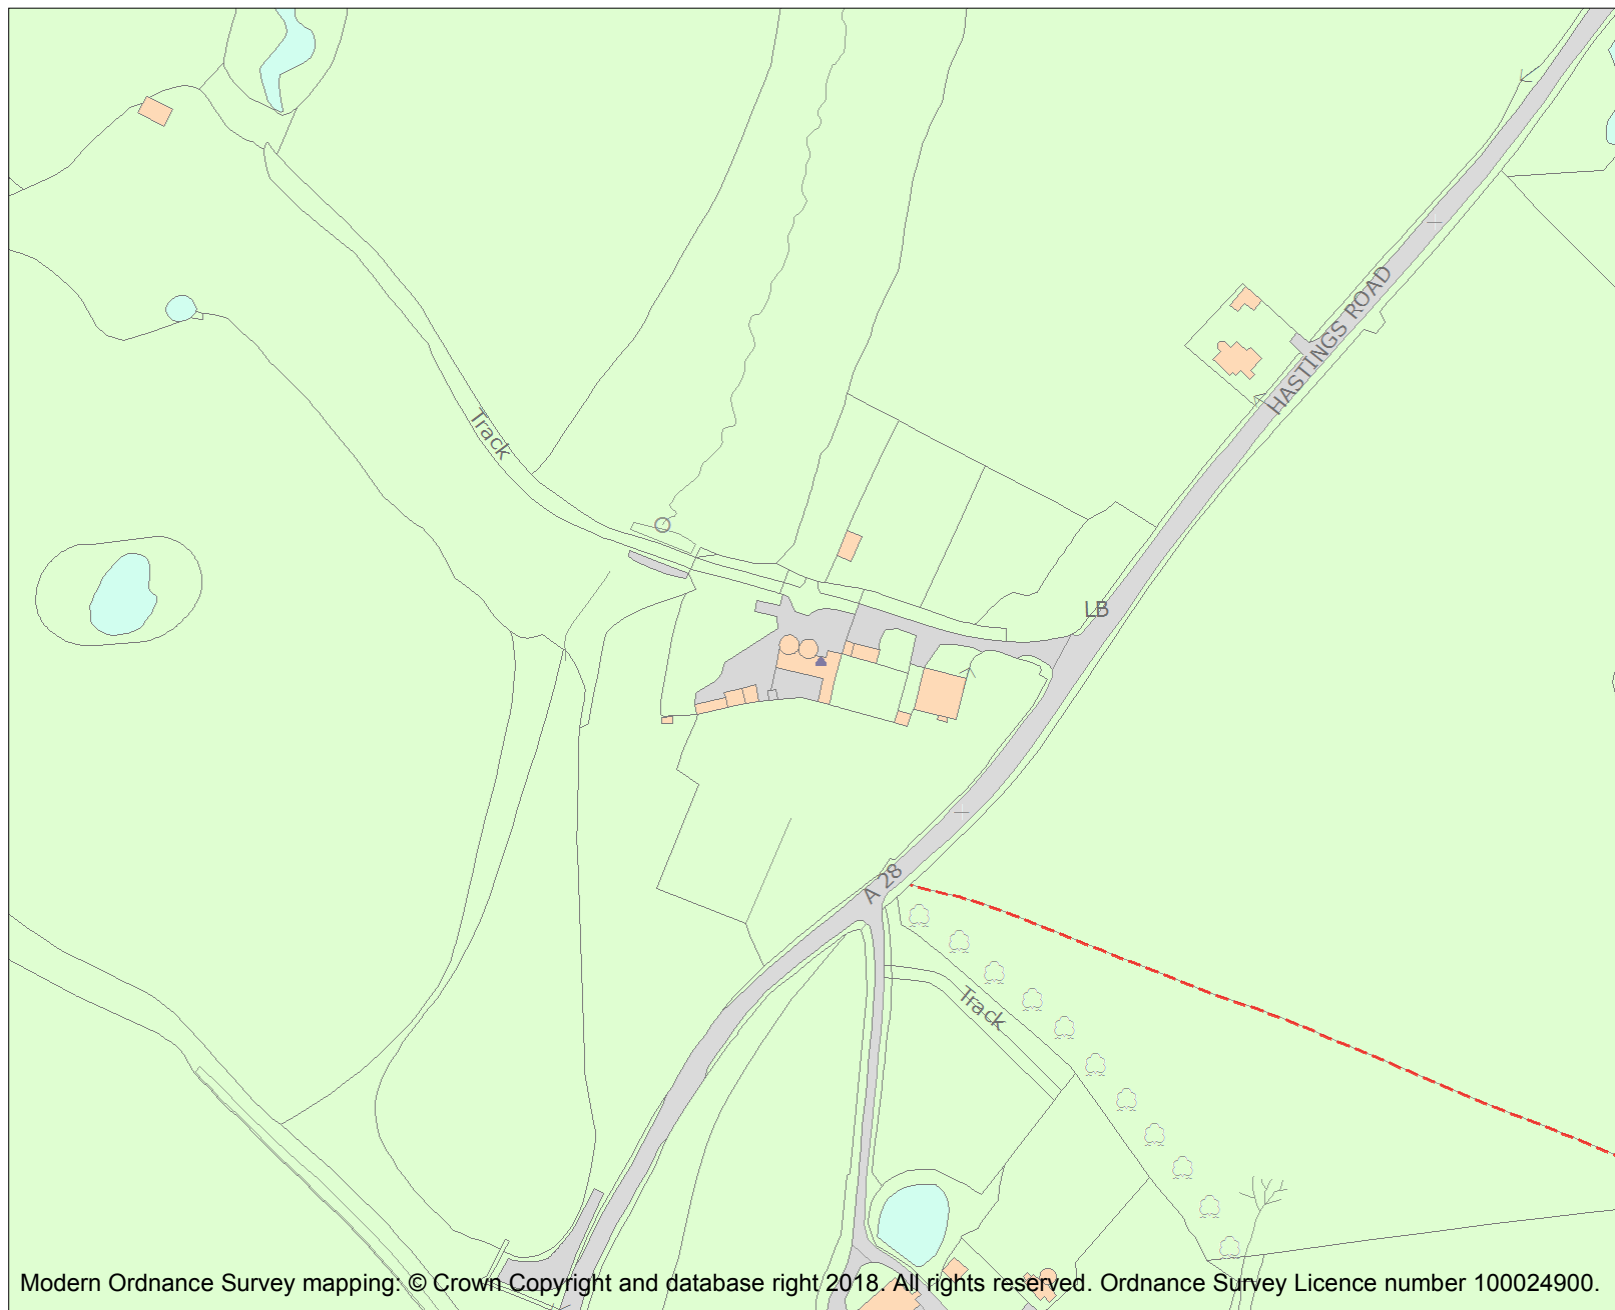 HASTINGS ROAD
Track
LB
A 28
Track
Modern Ordnance Survey mapping: © Crown Copyright and database right 2018. All rights reserved. Ordnance Survey Licence number 100024900.